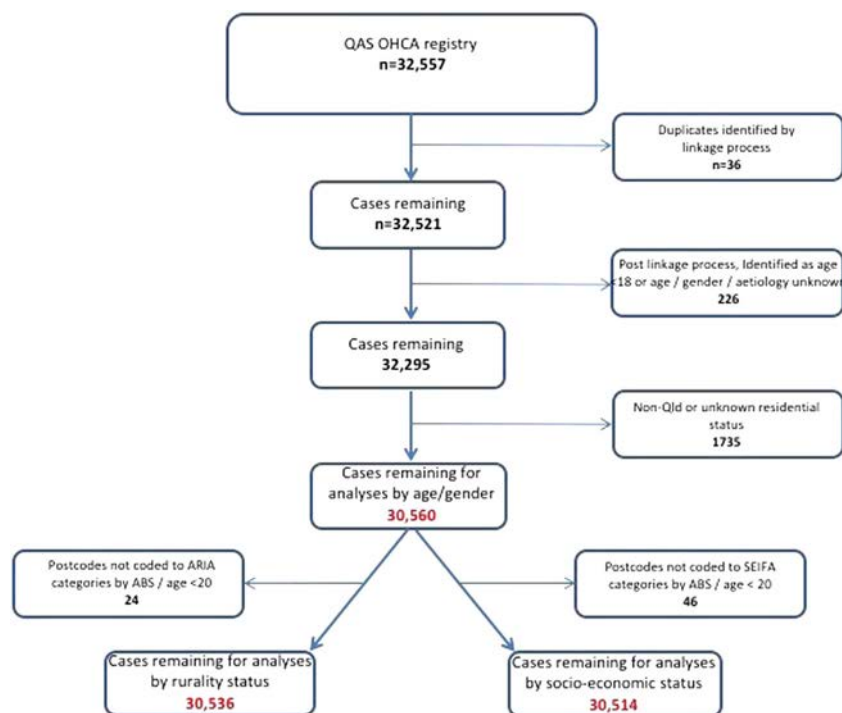 QAS OHCA registry
n=32,557
Duplicates identified by
linkage process
n=36
Cases remaining
n=32,521
Post linkage process, Identified as age
<18 or age / gender / aetiology unknown
226
Cases remaining
32,295
Non-Qld or unknown residential
status
1735
Cases remaining for
analyses by age/gender
30,560
Postcodes not coded to ARIA
categories by ABS / age <20
24
Postcodes not coded to SEIFA
categories by ABS / age < 20
46
Cases remaining for analyses
by rurality status
30,536
Cases remaining for analyses
by socio-economic status
30,514